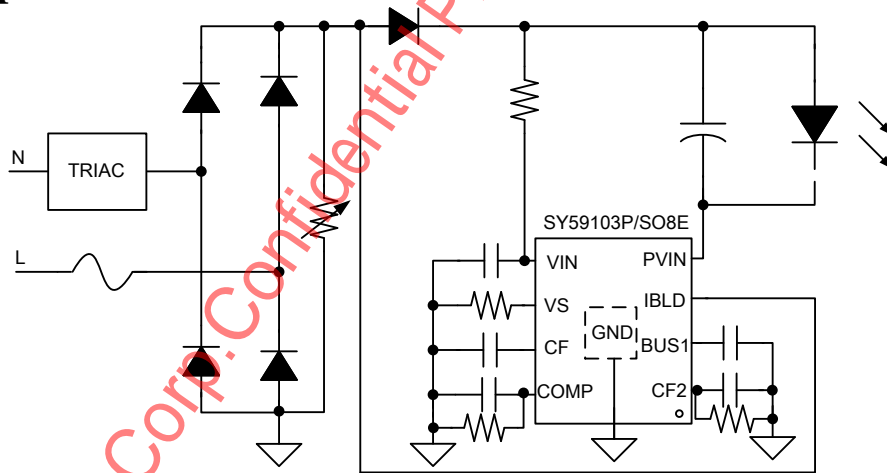 Corp. Confidential
N
TRIAC
L
SY59103P/SO8E
VIN
PVIN
VS
IBLD
GND
CF
BUS1
COMP
CF2